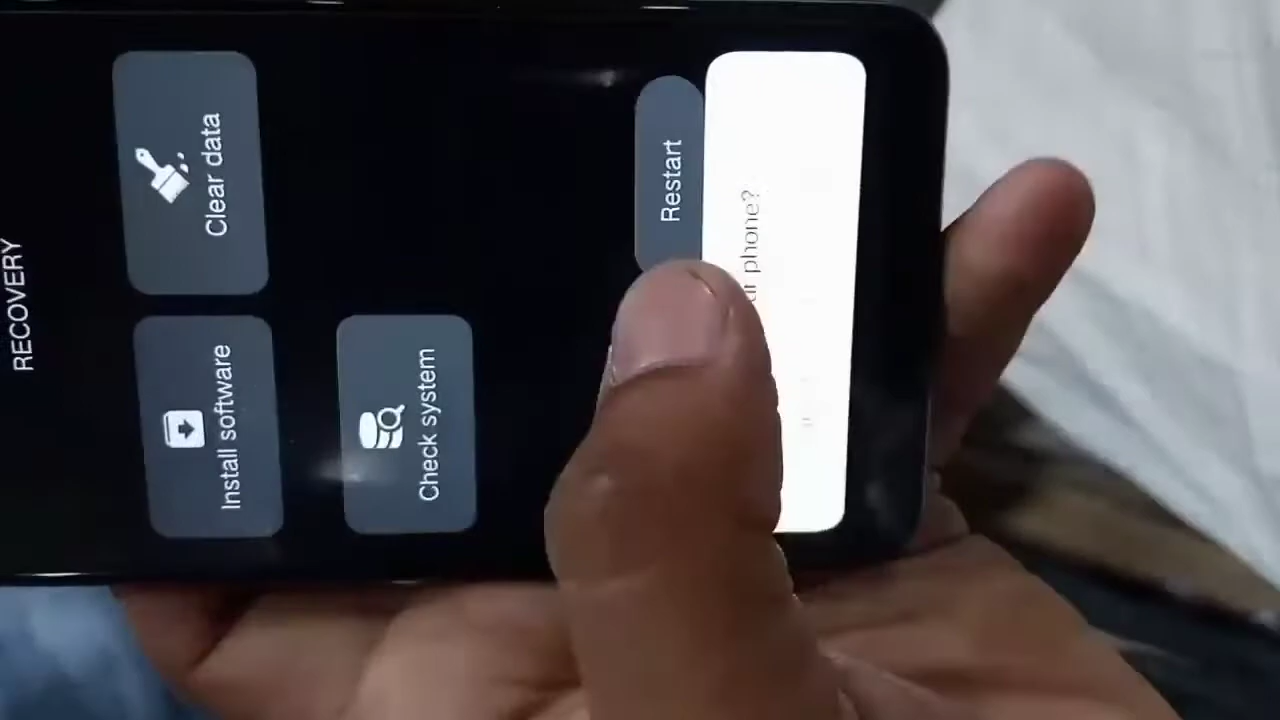 RECOVERY
Install software
Clear data
Check system
Restart
phone?